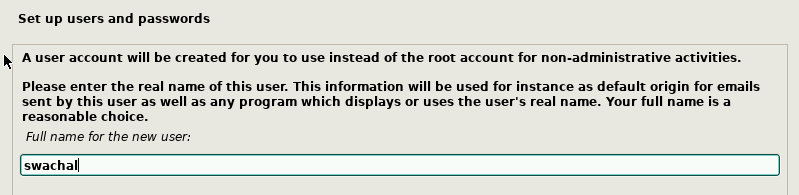 Set up users and passwords
A user account will be created for you to use instead of the root account for non-administrative activities.
Please enter the real name of this user. This information will be used for instance as default origin for emails
sent by this user as well as any program which displays or uses the user's real name. Your full name is a
reasonable choice.
Full name for the new user:
swachal